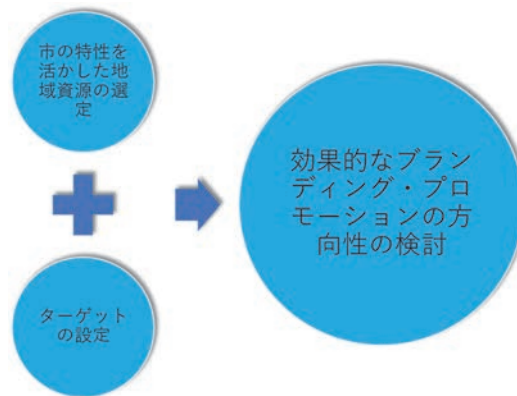 市の特性を
活かした地
域資源の選
定
ターゲット
の設定
効果的なブラン
ディング・プロ
モーションの方
向性の検討